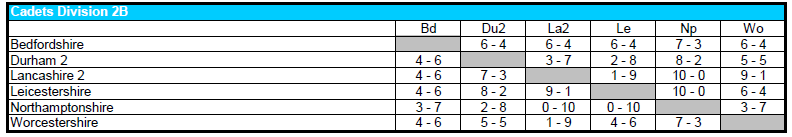 Cadets Division 2B
Bd Du2 La2 Le Np Wo
Bedfordshire 6 - 4 6 - 4 6 - 4 7 - 3 6 - 4
Durham 2 4 - 6 3 - 7 2 - 8 8 - 2 5 - 5
Lancashire 2 4 - 6 7 - 3 1 - 9 10 - 0 9 - 1
Leicestershire 4 - 6 8 - 2 9 - 1 10 - 0 6 - 4
Northamptonshire 3 - 7 2 - 8 0 - 10 0 - 10 3 - 7
Worcestershire 4 - 6 5 - 5 1 - 9 4 - 6 7 - 3